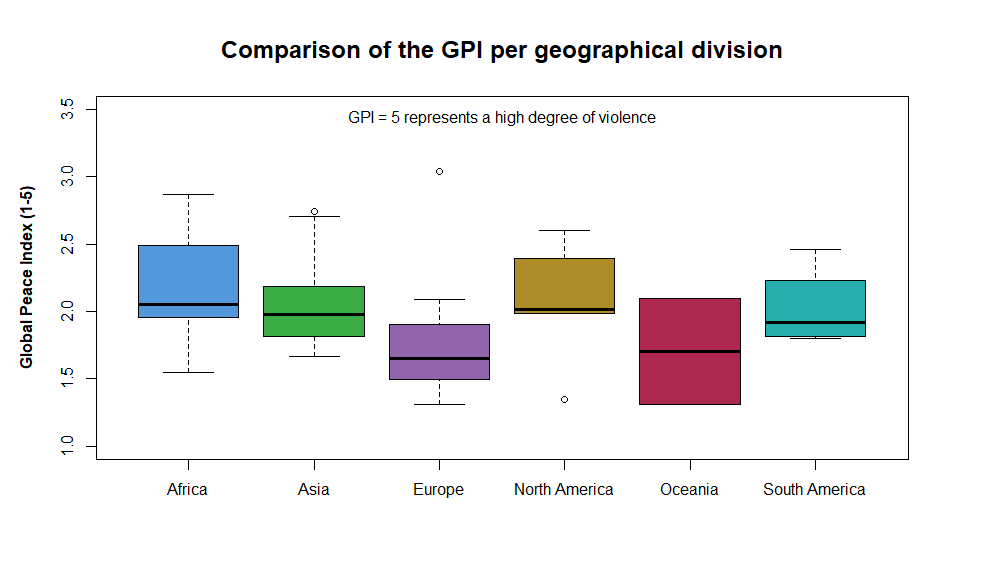 Comparison of the GPI per geographical division
GPI = 5 represents a high degree of violence
Global Peace Index (1-5)
3.5
3.0
2.5
2.0
1.5
1.0
Africa
Asia
Europe
North America
Oceania
South America